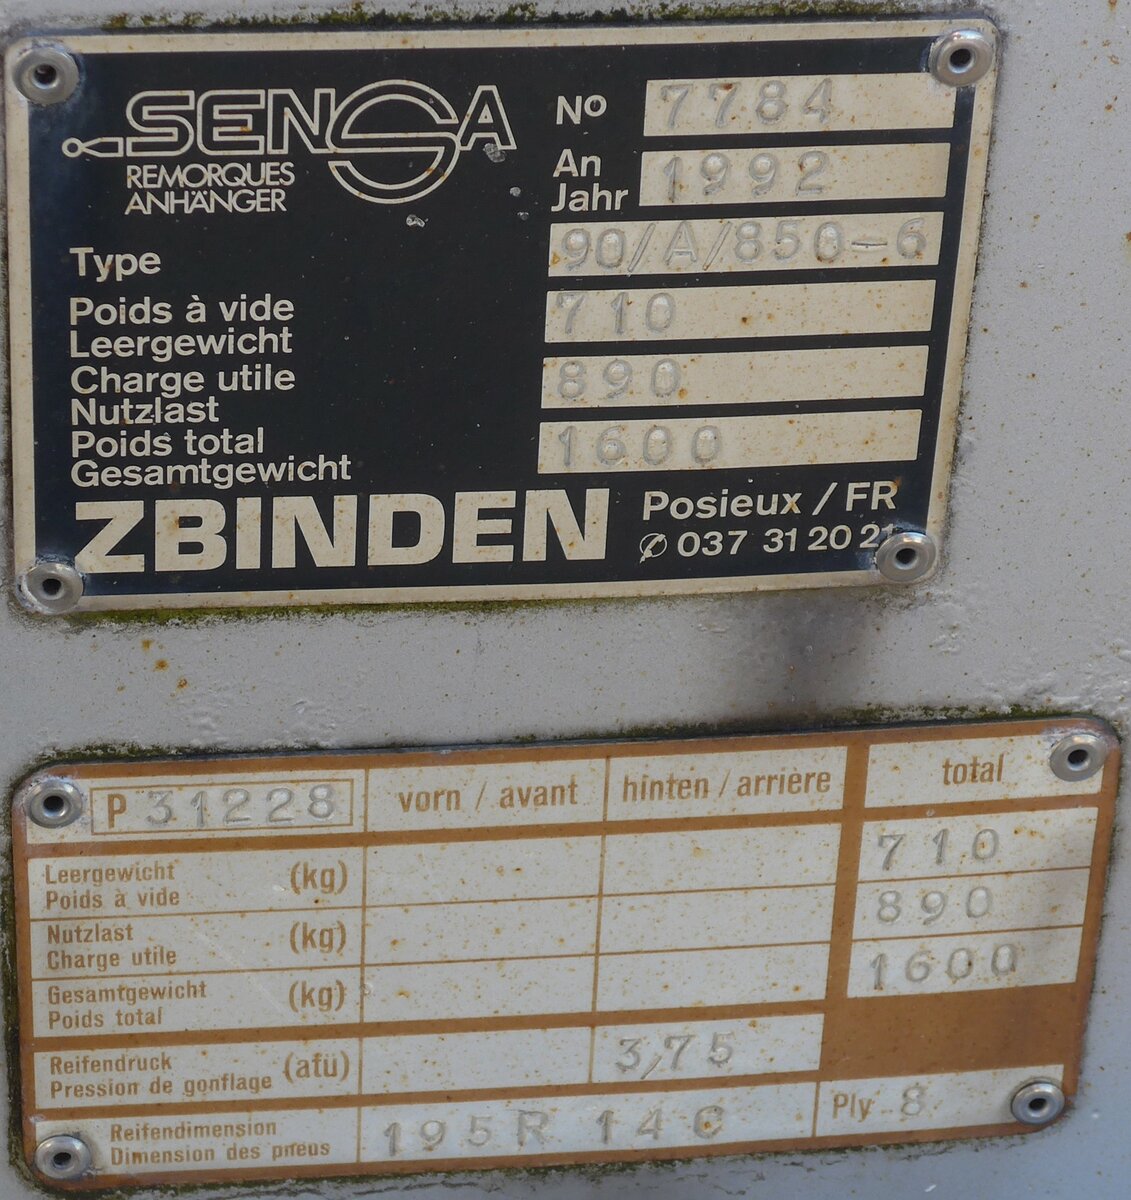 SENSA
REMORQUES
ANHÄNGER
No 7784
An
Jahr 1992
Type 90/A/850-6
Poids à vide
Leergewicht 710
Charge utile
Nutzlast 890
Poids total
Gesamtgewicht 1600
ZBINDEN
Posieux / FR
037 31 20 21
P 31228 vorn / avant hinten / arrière total
Leergewicht
Poids à vide (kg) 710
Nutzlast
Charge utile (kg) 890
Gesamtgewicht
Poids total (kg) 1600
Reifendruck
Pression de gonflage (atü) 3,75
Reifendimension
Dimension des pneus 195R 14 C Ply 8